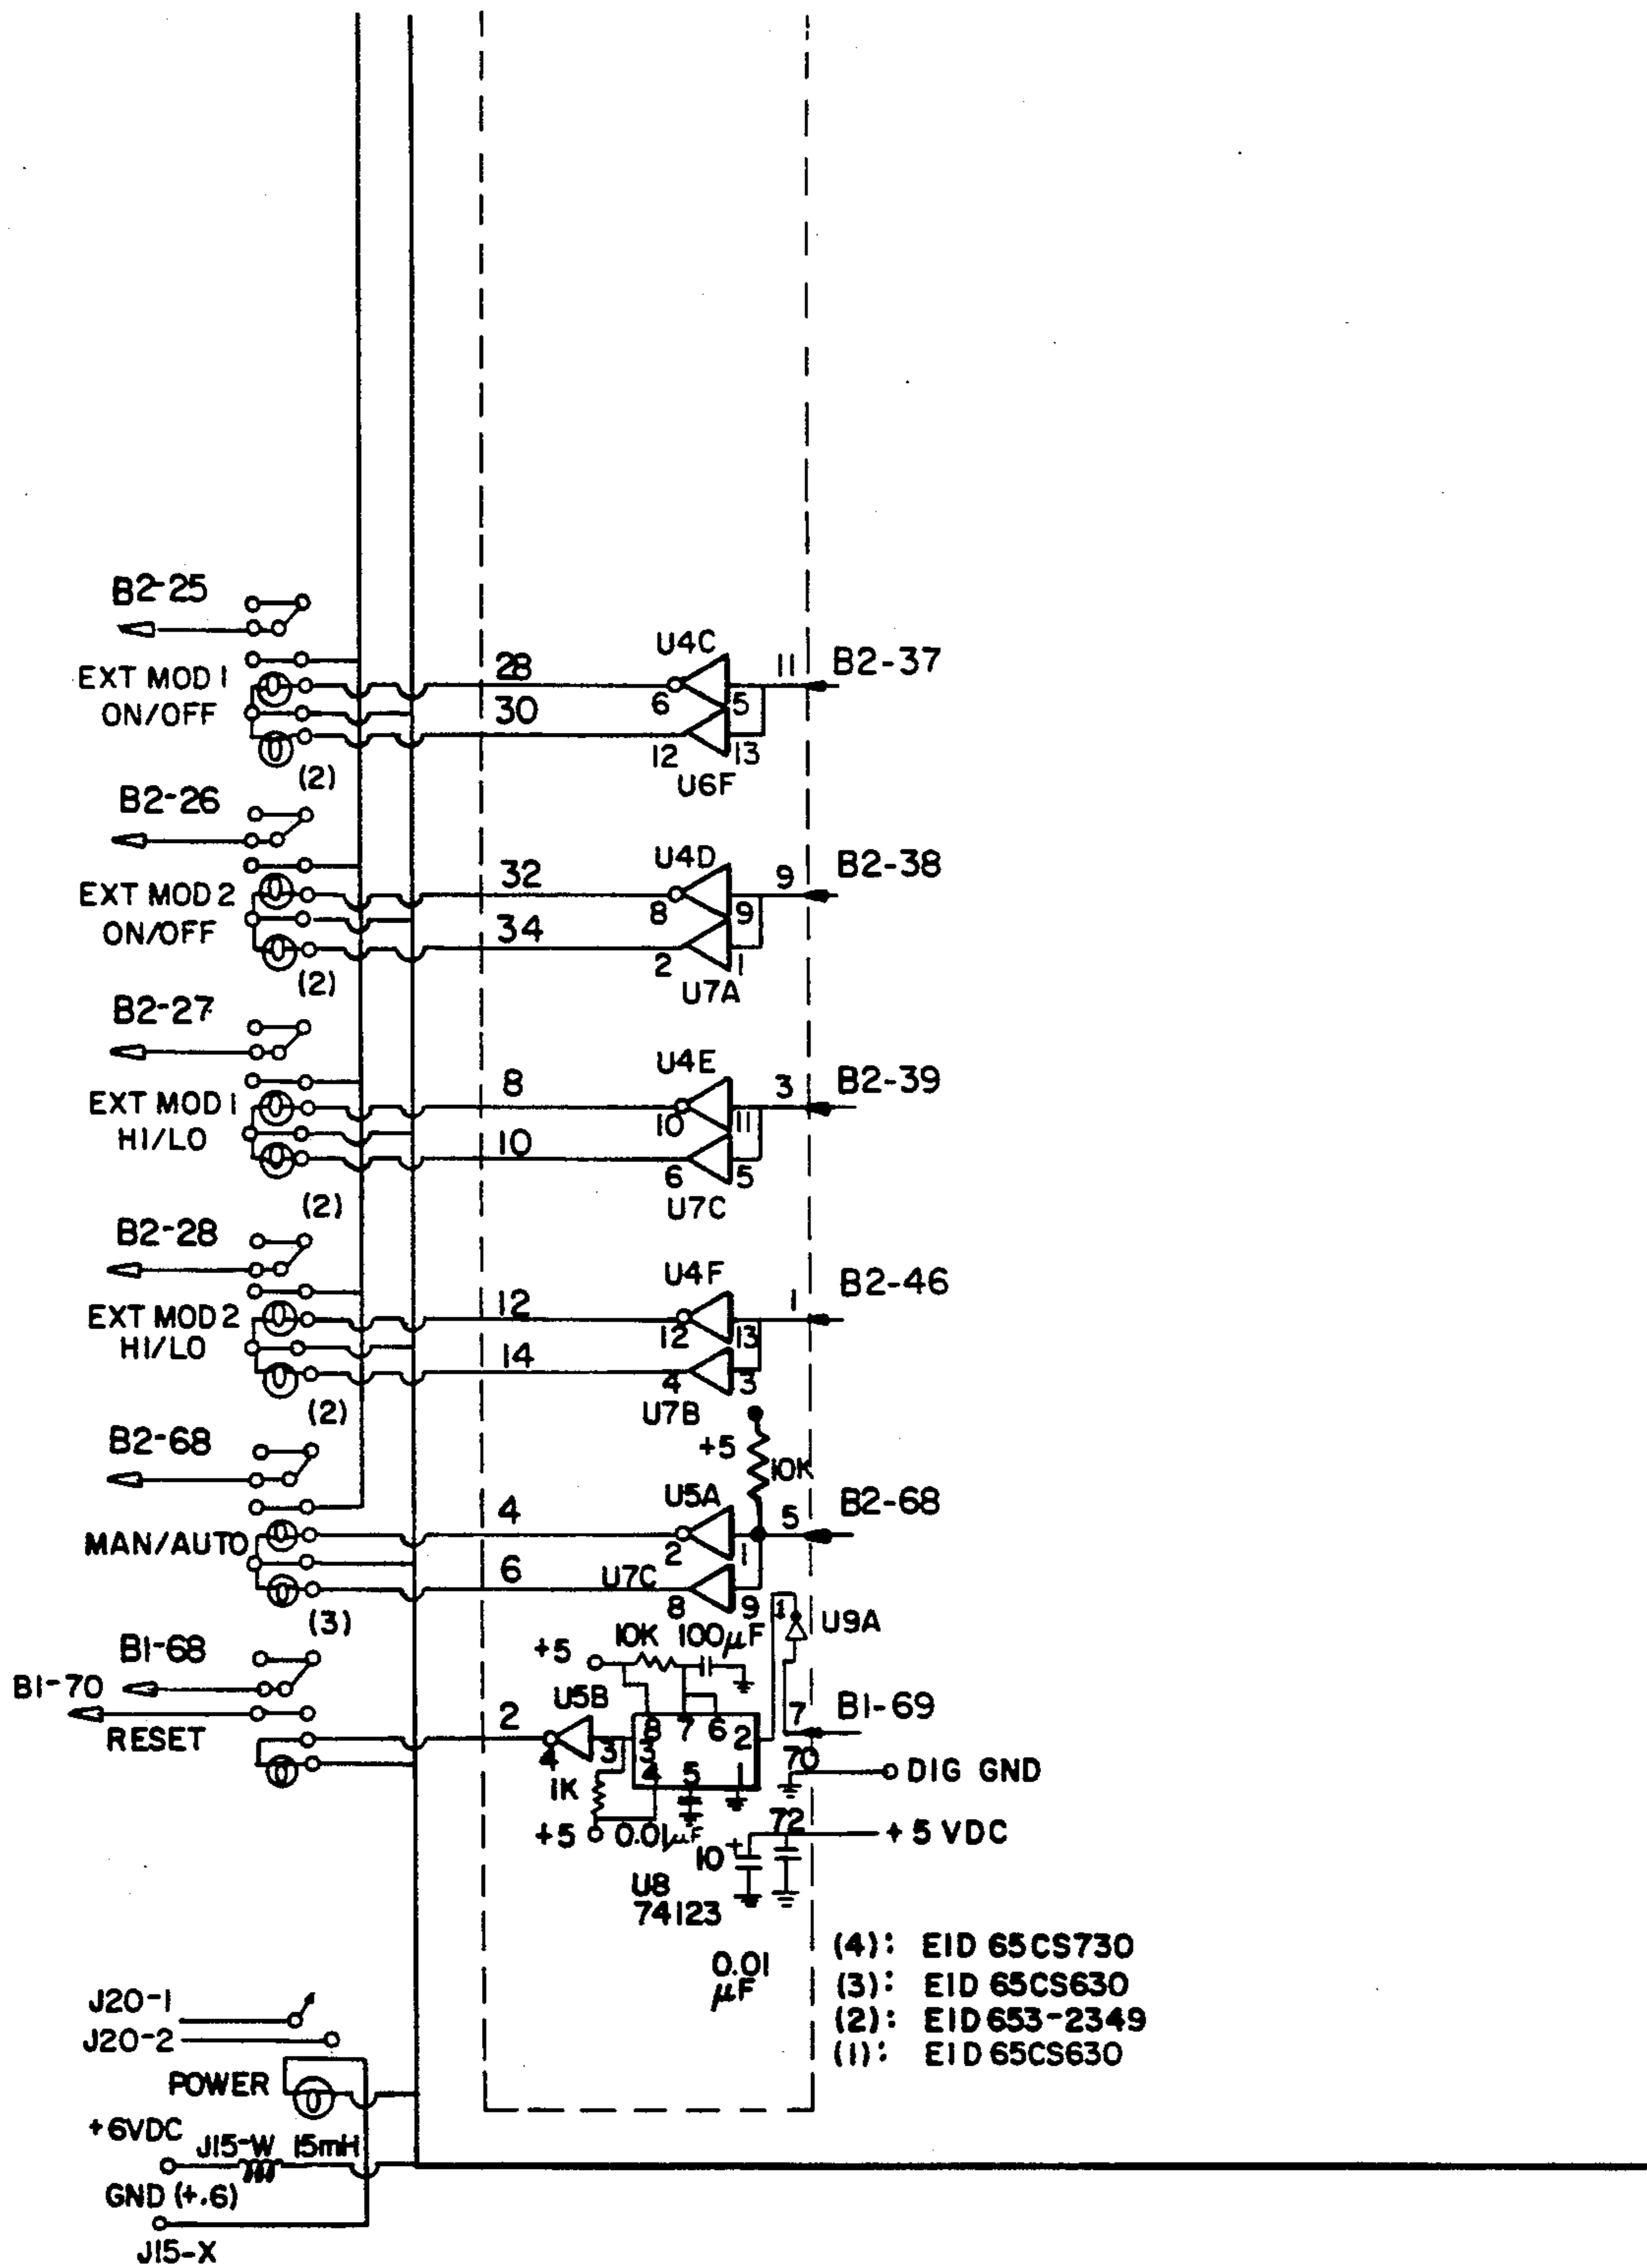 B2-25
EXT MOD 1
ON/OFF
28
30
U4C
6
5
11
B2-37
12
13
U6F
(2)
B2-26
EXT MOD 2
ON/OFF
32
34
U4D
8
9
9
B2-38
2
1
U7A
(2)
B2-27
EXT MOD 1
HI/LO
8
10
U4E
10
11
3
B2-39
6
5
U7C
(2)
B2-28
EXT MOD 2
HI/LO
12
14
U4F
12
13
1
B2-46
4
3
U7B
(2)
B2-68
MAN/AUTO
4
6
+5
10K
U5A
2
1
5
B2-68
U7C
8
9
(3)
B1-68
B1-70
RESET
2
+5
10K
100µF
1
U9A
U5B
4
3
8
7
6
3
2
4
5
1
7
B1-69
70
DIG GND
1K
+5
0.01µF
72
+5 VDC
10
+
U8
74123
0.01
µF
(4): EID 65CS730
(3): EID 65CS630
(2): EID 653-2349
(1): EID 65CS630
J20-1
J20-2
POWER
+6VDC
J15-W 15mH
GND (+.6)
J15-X